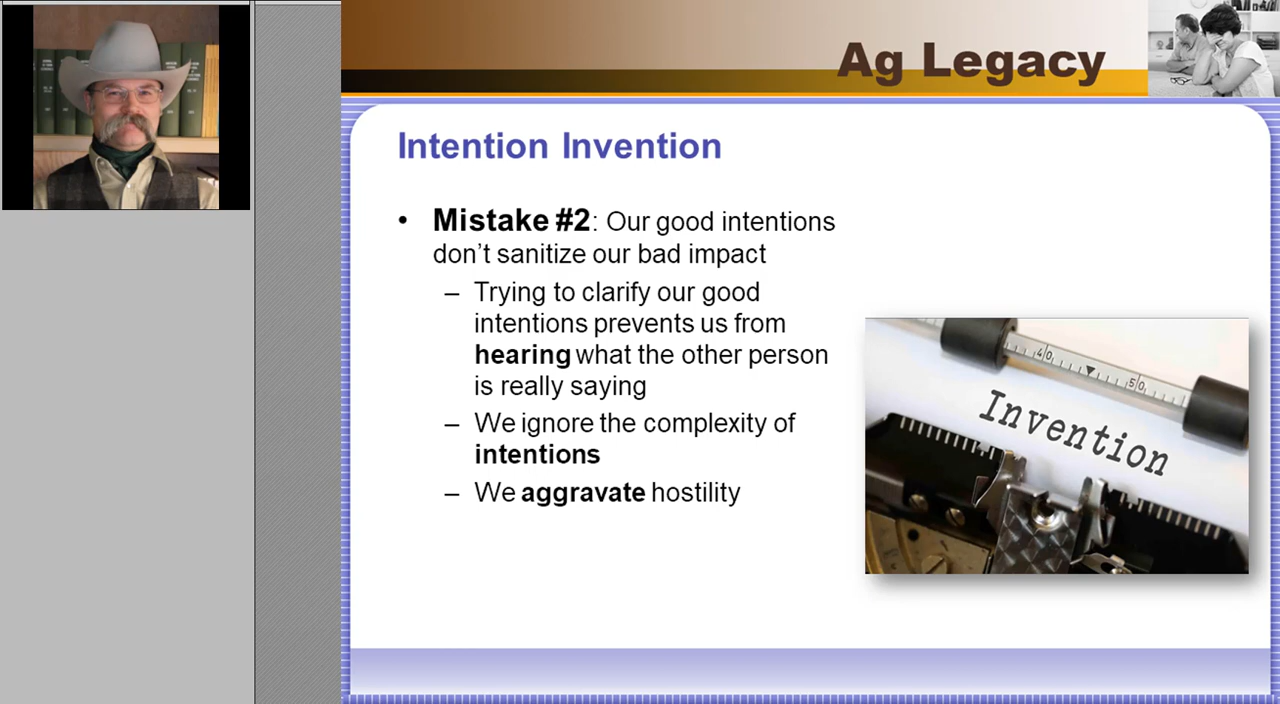 Ag Legacy
Intention Invention
• Mistake #2: Our good intentions
don’t sanitize our bad impact
– Trying to clarify our good
intentions prevents us from
hearing what the other person
is really saying
– We ignore the complexity of
intentions
– We aggravate hostility
40 50
Invention